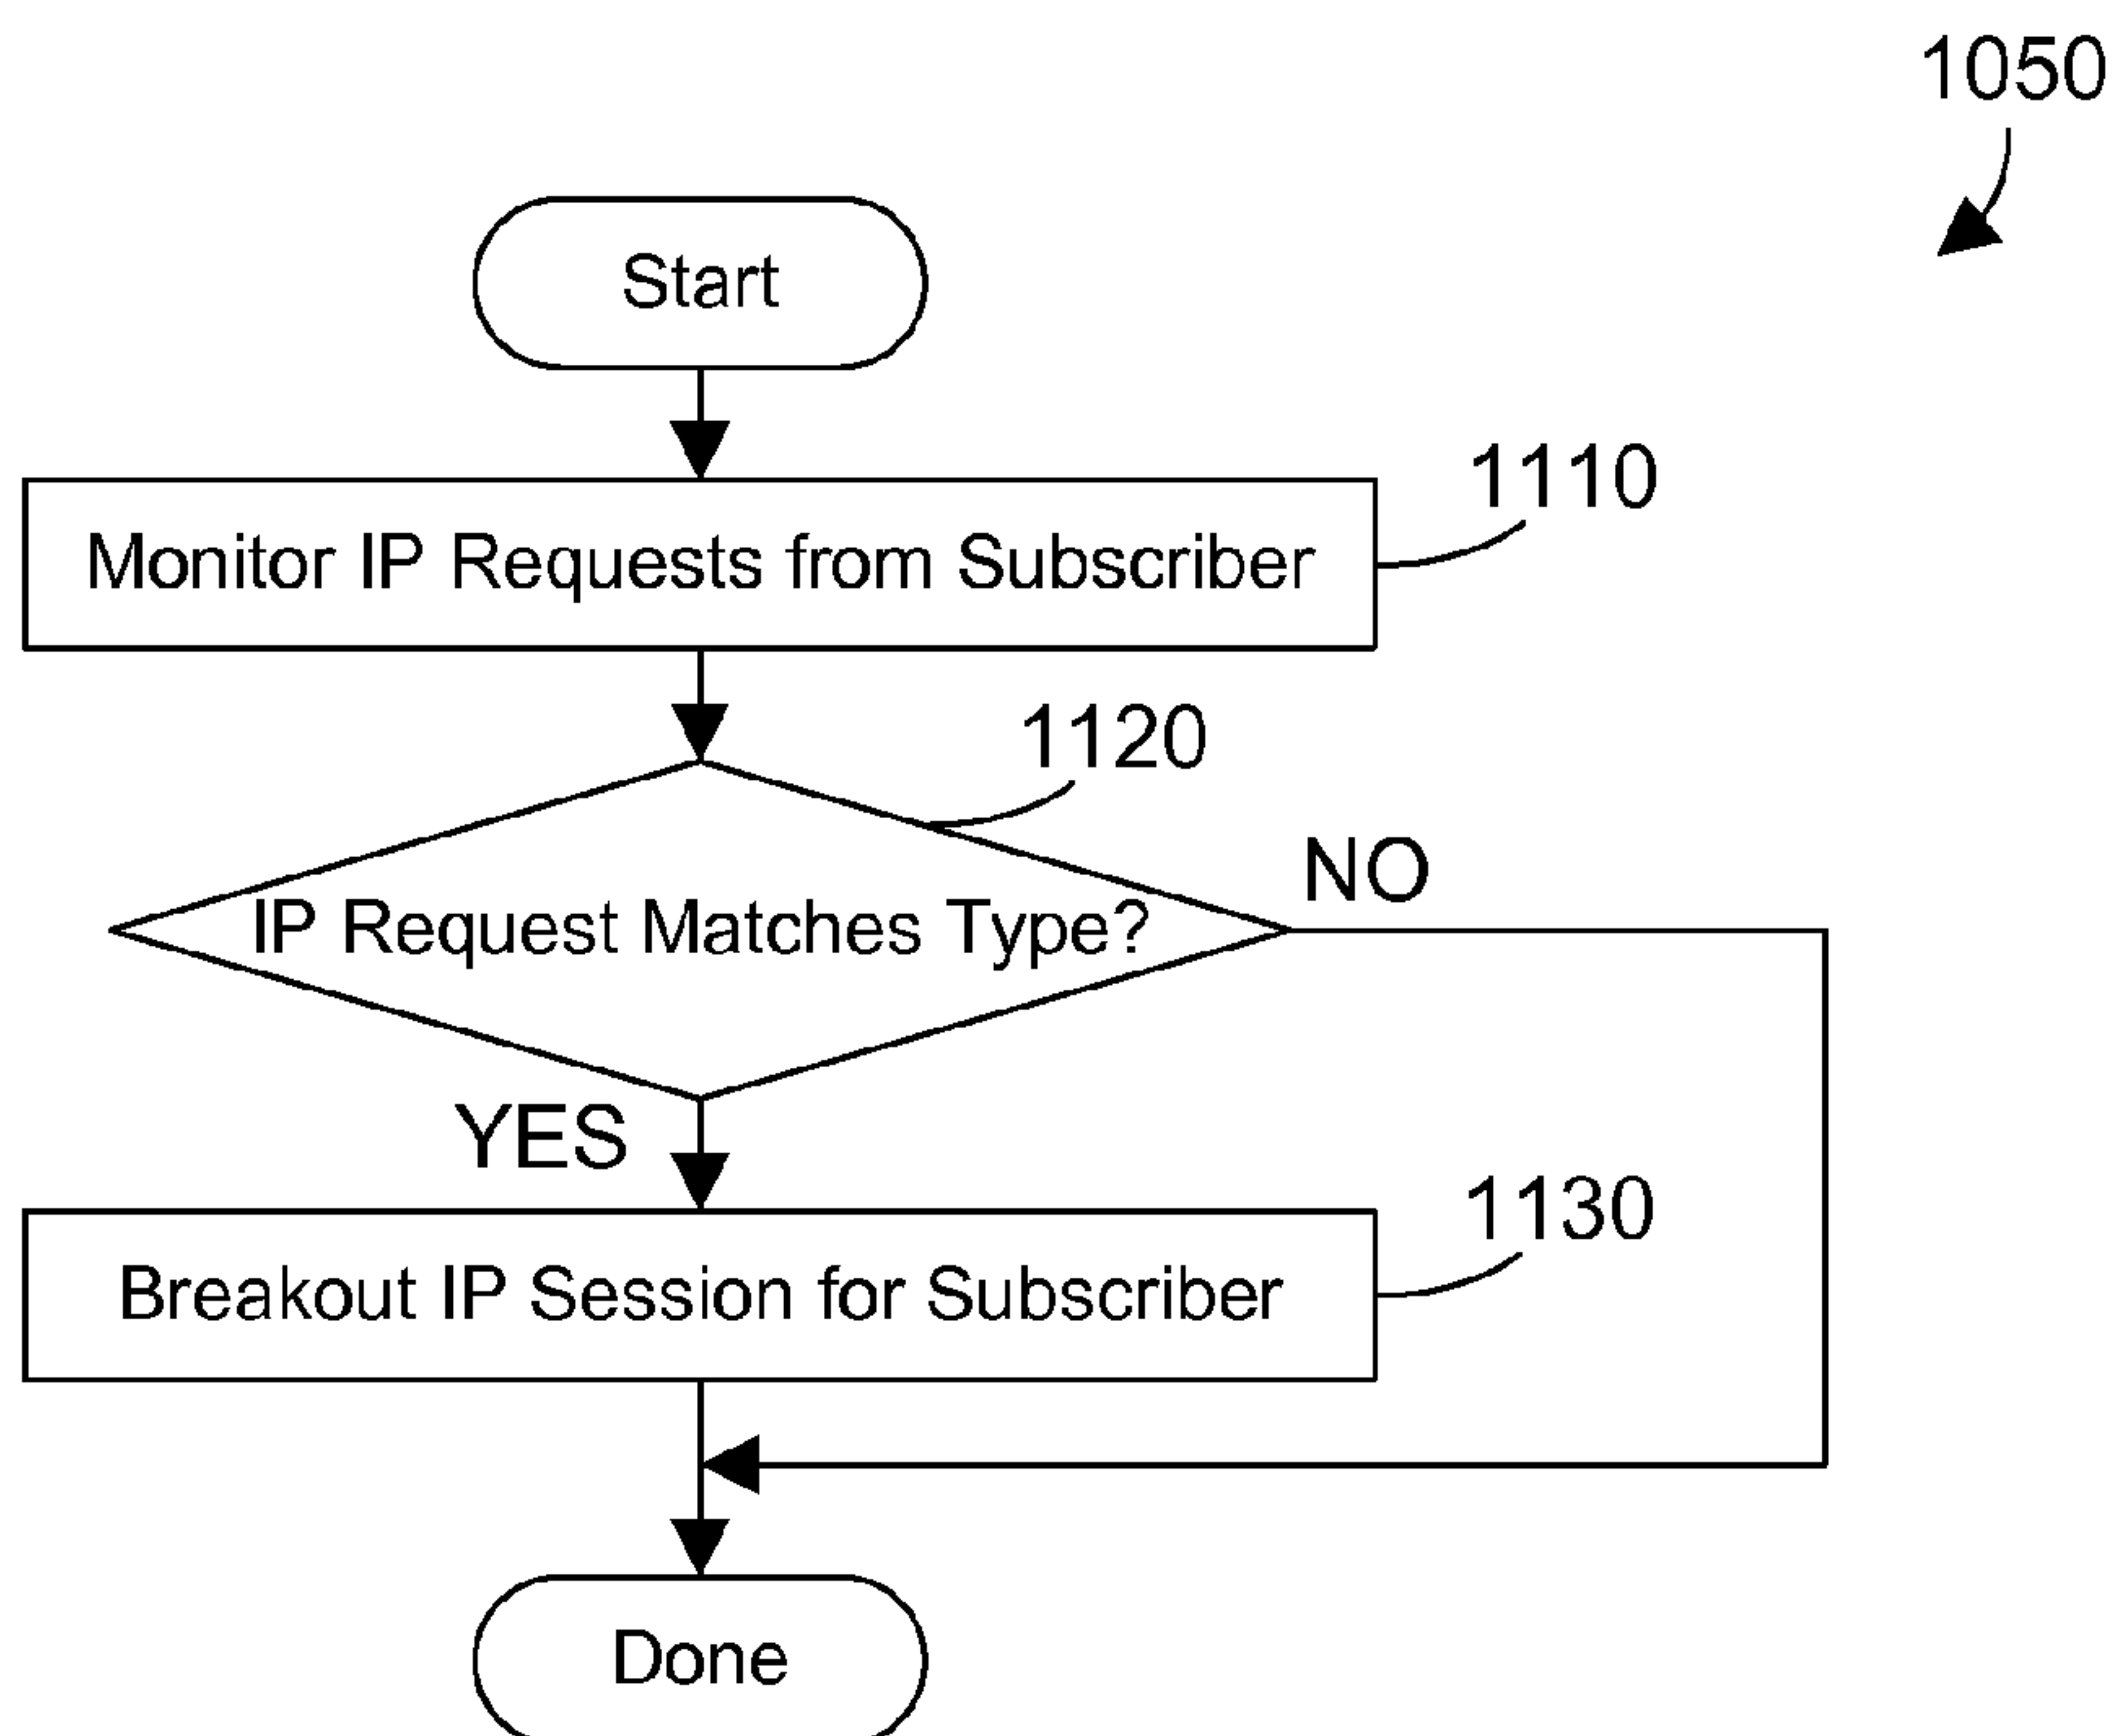 1050
Start
Monitor IP Requests from Subscriber
1110
1120
IP Request Matches Type?
NO
YES
Breakout IP Session for Subscriber
1130
Done